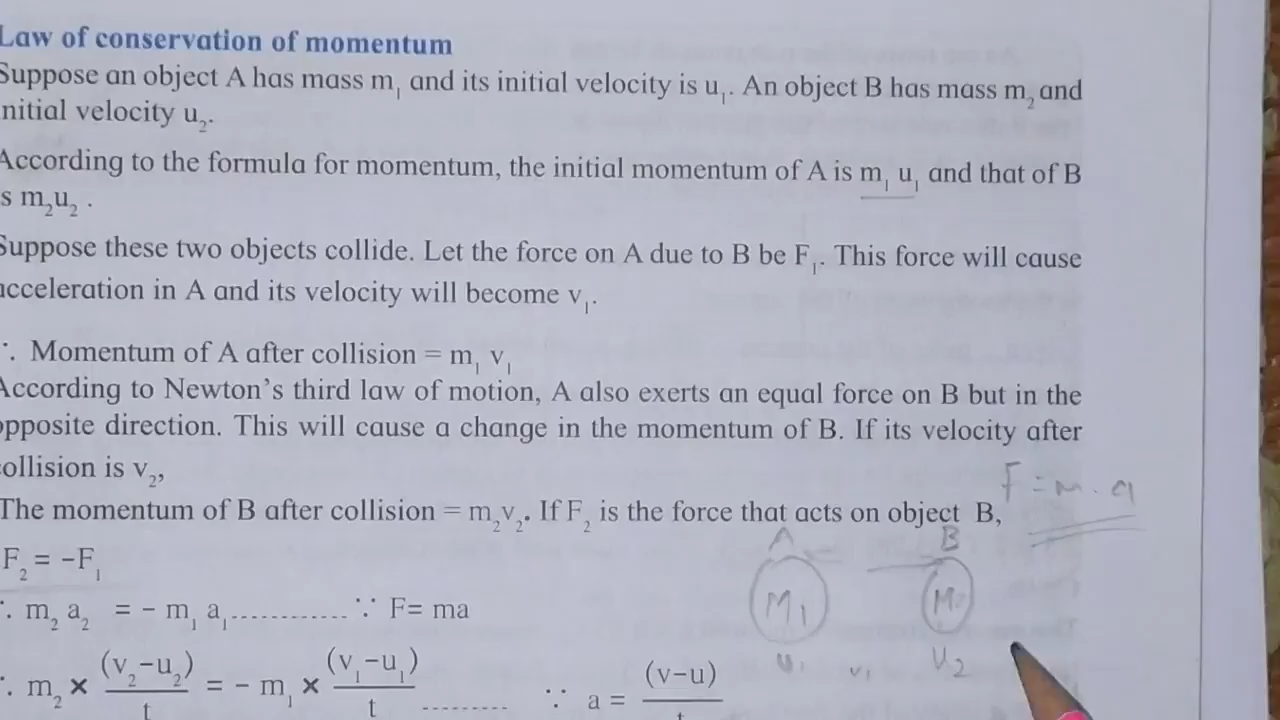 Law of conservation of momentum
Suppose an object A has mass m₁ and its initial velocity is u₁. An object B has mass m₂ and
nitial velocity u₂.
According to the formula for momentum, the initial momentum of A is m₁ u₁ and that of B
s m₂u₂ .
Suppose these two objects collide. Let the force on A due to B be F₁. This force will cause
acceleration in A and its velocity will become v₁.
∴ Momentum of A after collision = m₁ v₁
According to Newton's third law of motion, A also exerts an equal force on B but in the
opposite direction. This will cause a change in the momentum of B. If its velocity after
collision is v₂,
F = m . a
The momentum of B after collision = m₂v₂. If F₂ is the force that acts on object B,
A B
F₂ = -F₁
∴ m₂ a₂ = - m₁ a₁------------ ∵ F= ma
M₁ M₂
∴ m₂ × (v₂-u₂)/t = - m₁ × (v₁-u₁)/t --------- ∵ a = (v-u)/t
u₁ v₁ V₂